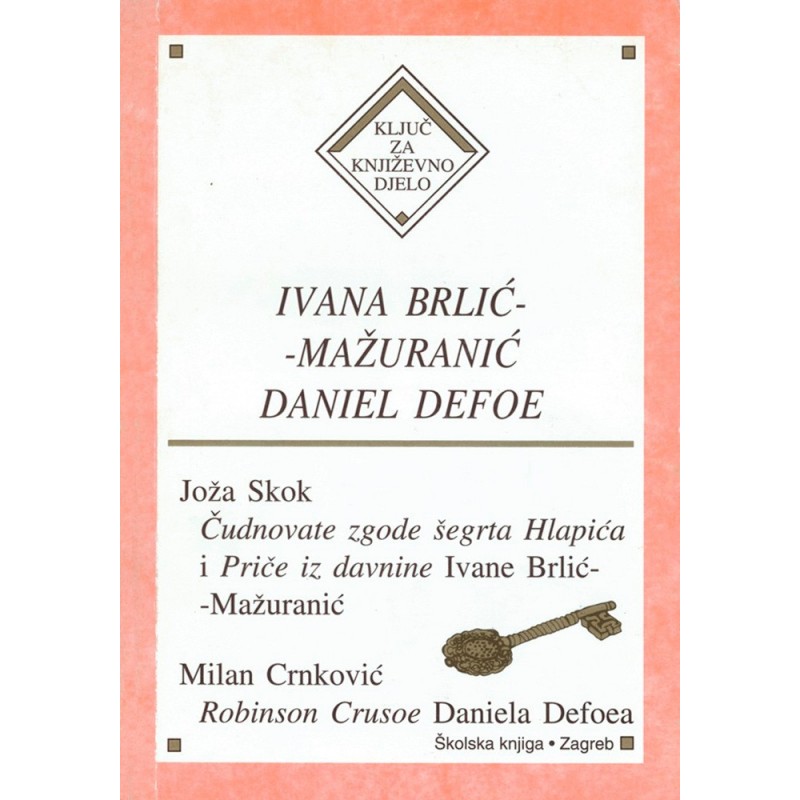 KLJUČ
ZA
KNJIŽEVNO
DJELO
IVANA BRLIĆ-
-MAŽURANIĆ
DANIEL DEFOE
Joža Skok
Čudnovate zgode šegrta Hlapića
i Priče iz davnine Ivane Brlić-
-Mažuranić
Milan Crnković
Robinson Crusoe Daniela Defoea
Školska knjiga • Zagreb